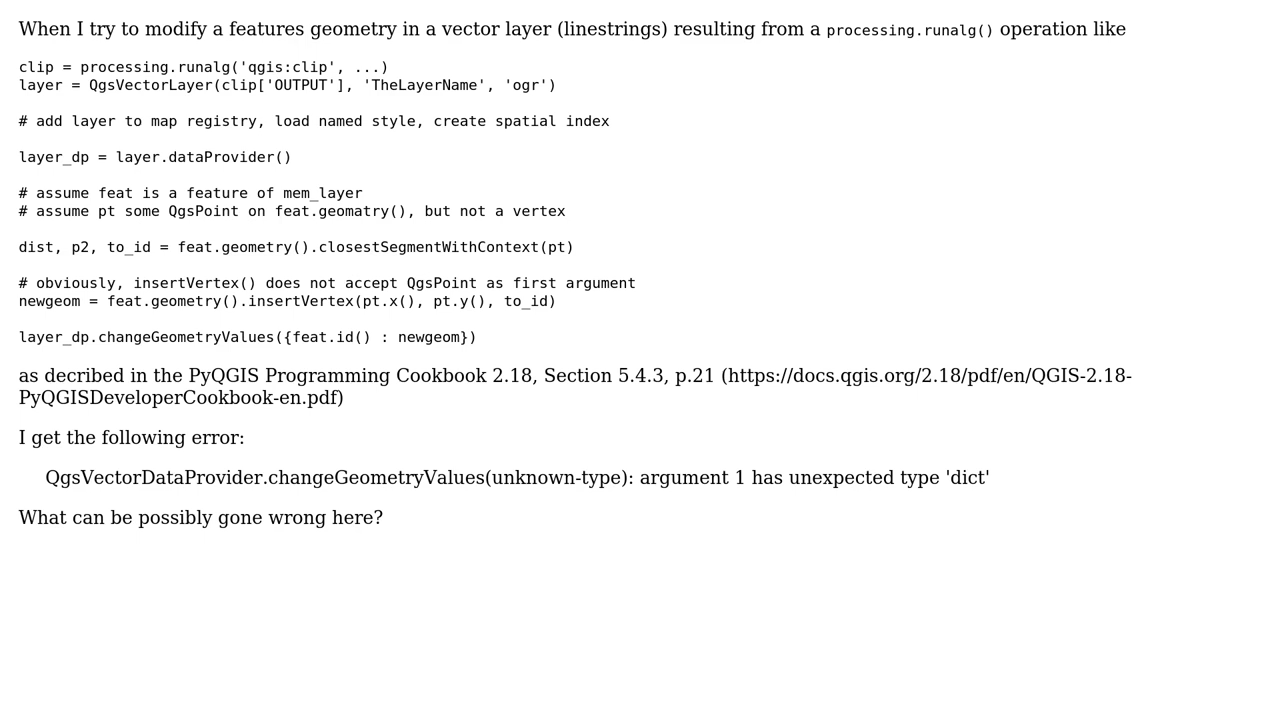 When I try to modify a features geometry in a vector layer (linestrings) resulting from a processing.runalg() operation like
clip = processing.runalg('qgis:clip', ...)
layer = QgsVectorLayer(clip['OUTPUT'], 'TheLayerName', 'ogr')
# add layer to map registry, load named style, create spatial index
layer_dp = layer.dataProvider()
# assume feat is a feature of mem_layer
# assume pt some QgsPoint on feat.geomatry(), but not a vertex
dist, p2, to_id = feat.geometry().closestSegmentWithContext(pt)
# obviously, insertVertex() does not accept QgsPoint as first argument
newgeom = feat.geometry().insertVertex(pt.x(), pt.y(), to_id)
layer_dp.changeGeometryValues({feat.id() : newgeom})
as decribed in the PyQGIS Programming Cookbook 2.18, Section 5.4.3, p.21 (https://docs.qgis.org/2.18/pdf/en/QGIS-2.18-
PyQGISDeveloperCookbook-en.pdf)
I get the following error:
QgsVectorDataProvider.changeGeometryValues(unknown-type): argument 1 has unexpected type 'dict'
What can be possibly gone wrong here?